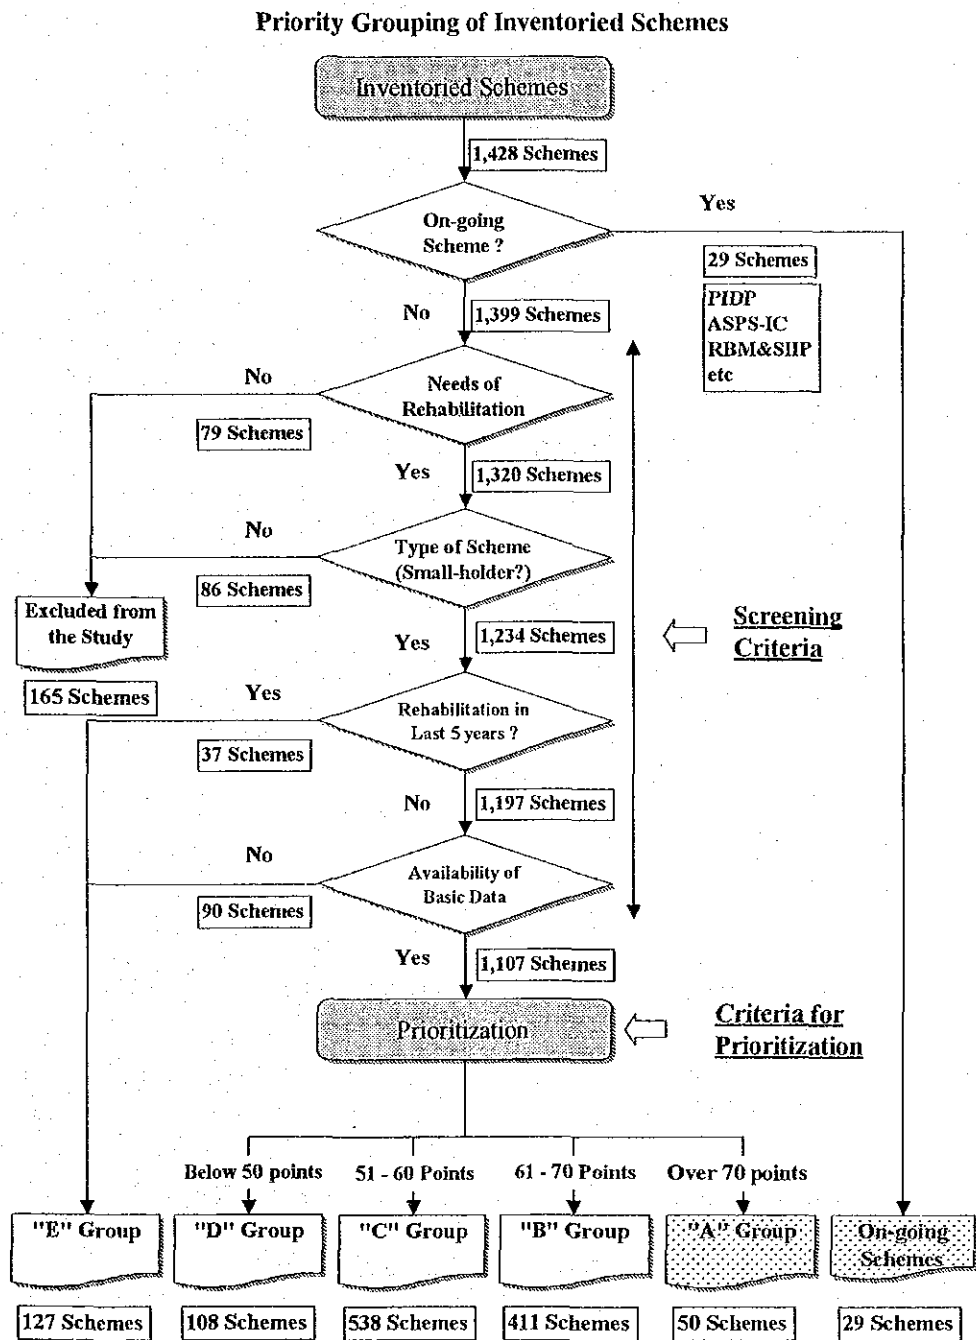 Priority Grouping of Inventoried Schemes
Inventoried Schemes
1,428 Schemes
On-going
Scheme ?
Yes
29 Schemes
PIDP
ASPS-IC
RBM&SIIP
etc
No
1,399 Schemes
Needs of
Rehabilitation
No
79 Schemes
Yes
1,320 Schemes
Type of Scheme
(Small-holder?)
No
86 Schemes
Excluded from
the Study
165 Schemes
Yes
1,234 Schemes
Screening
Criteria
Rehabilitation in
Last 5 years ?
Yes
37 Schemes
No
1,197 Schemes
Availability of
Basic Data
No
90 Schemes
Yes
1,107 Schemes
Prioritization
Criteria for
Prioritization
Below 50 points
51 - 60 Points
61 - 70 Points
Over 70 points
"E" Group
"D" Group
"C" Group
"B" Group
"A" Group
On-going
Schemes
127 Schemes
108 Schemes
538 Schemes
411 Schemes
50 Schemes
29 Schemes